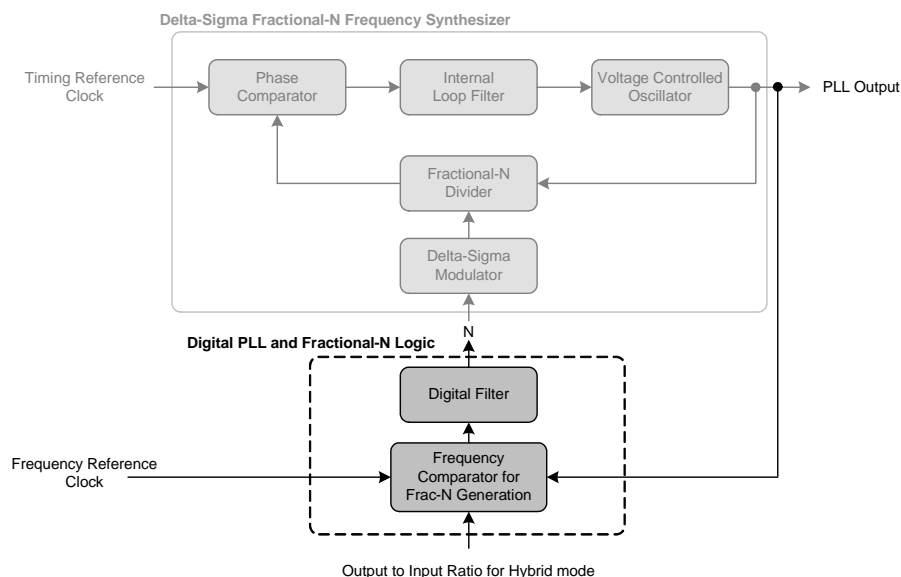 Delta-Sigma Fractional-N Frequency Synthesizer
Timing Reference
Clock
Phase
Comparator
Internal
Loop Filter
Voltage Controlled
Oscillator
PLL Output
Fractional-N
Divider
Delta-Sigma
Modulator
N
Digital PLL and Fractional-N Logic
Digital Filter
Frequency Reference
Clock
Frequency
Comparator for
Frac-N Generation
Output to Input Ratio for Hybrid mode